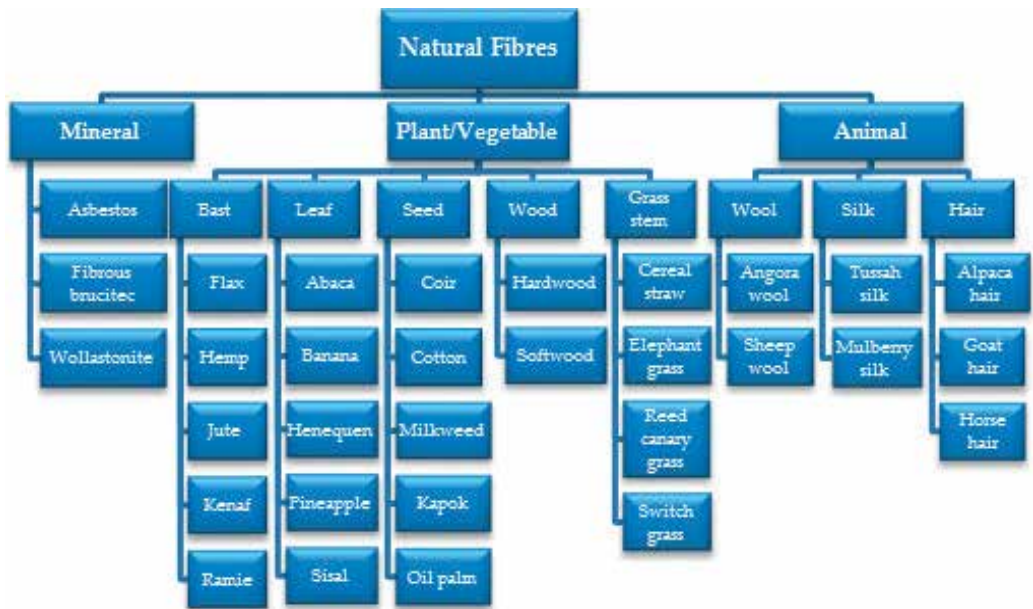 Natural Fibres
Mineral
Plant/Vegetable
Animal
Asbestos
Bast
Leaf
Seed
Wood
Grass
stem
Wool
Silk
Hair
Fibrous
brucitec
Flax
Abaca
Coir
Hardwood
Cereal
straw
Angora
wool
Tussah
silk
Alpaca
hair
Wollastonite
Hemp
Banana
Cotton
Softwood
Elephant
grass
Sheep
wool
Mulberry
silk
Goat
hair
Jute
Henequen
Milkweed
Reed
canary
grass
Horse
hair
Kenaf
Pineapple
Kapok
Switch
grass
Ramie
Sisal
Oil palm